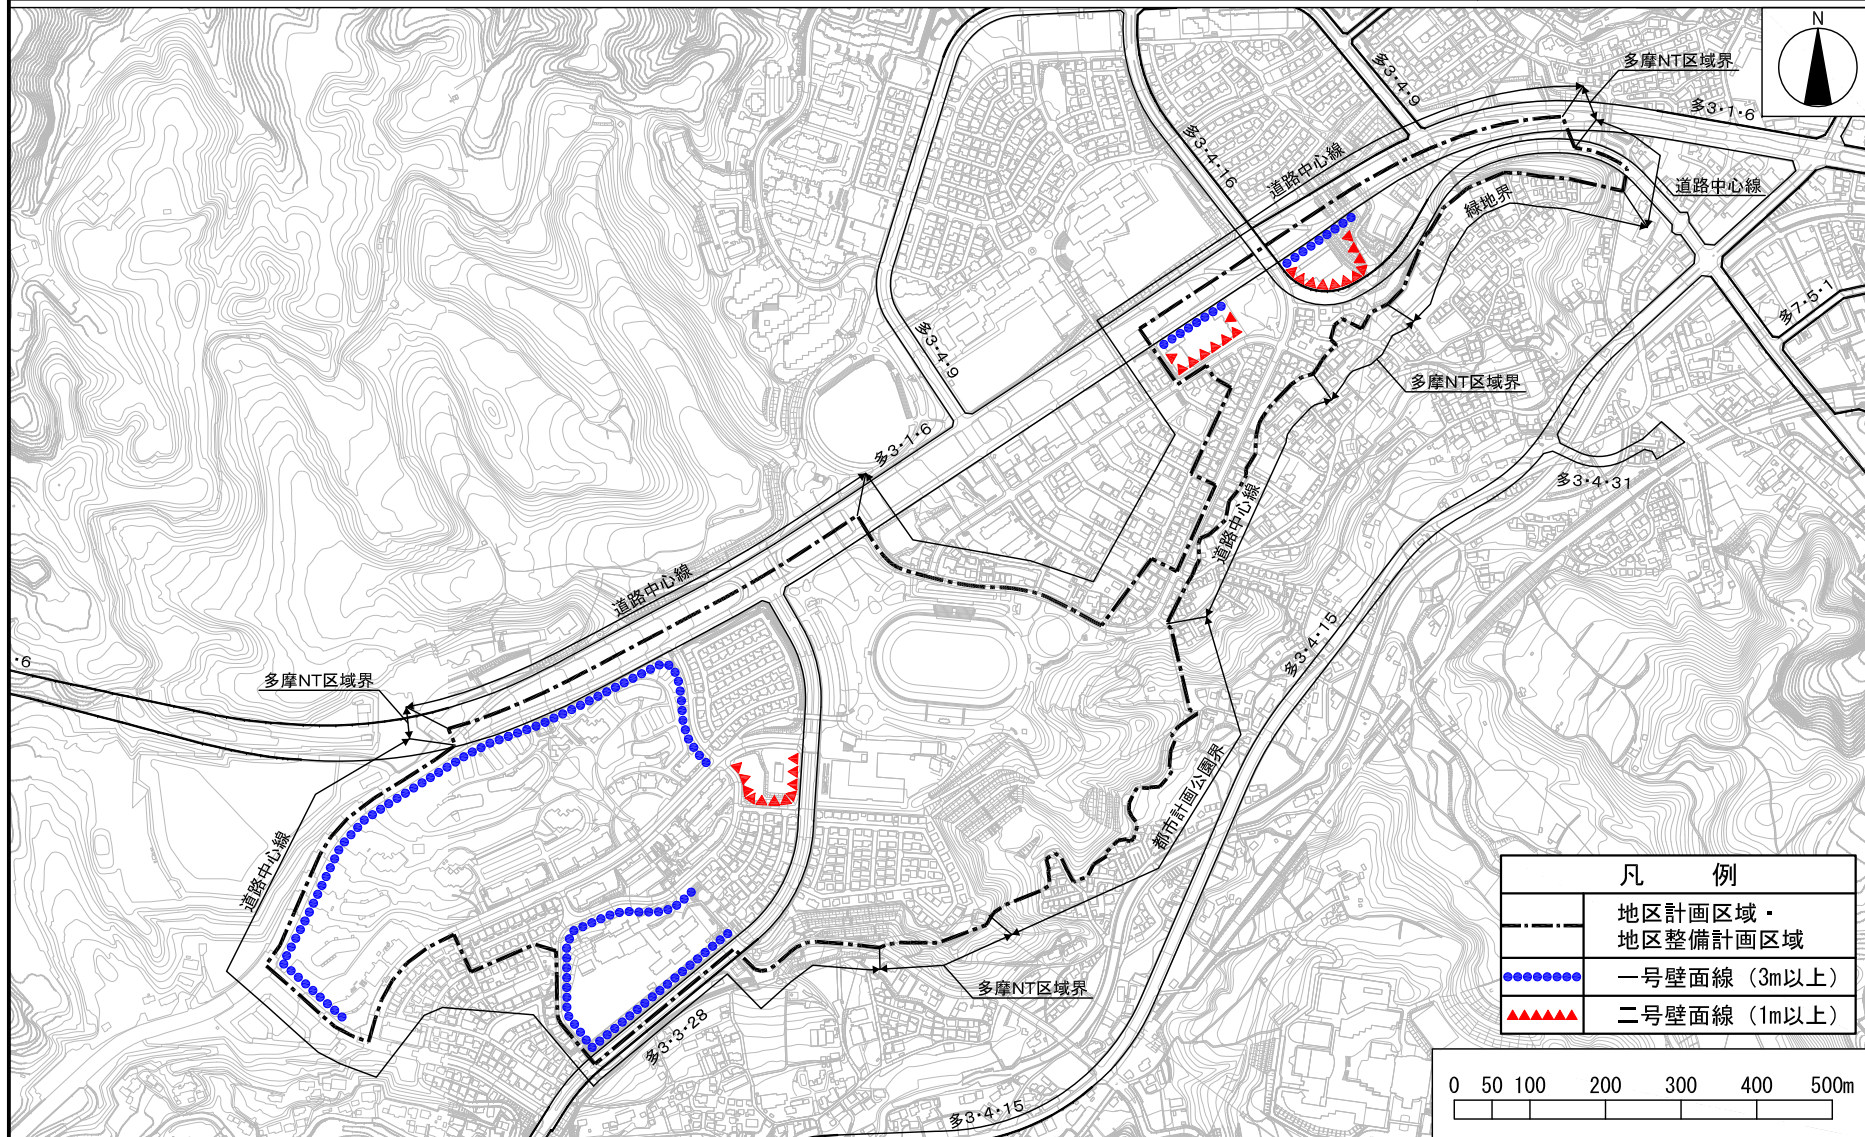 N
多摩NT区域界
多3・4・9
多3・1・6
多3・4・16
道路中心線
道路中心線
緑地界
多7・5・1
多3・4・9
多摩NT区域界
多3・1・6
多3・4・31
道路中心線
道路中心線
多3・4・15
・6
多摩NT区域界
都市計画公園界
道路中心線
凡 例
地区計画区域・
地区整備計画区域
一号壁面線（3m以上）
二号壁面線（1m以上）
多摩NT区域界
多3・3・28
多3・4・15
0 50 100 200 300 400 500m